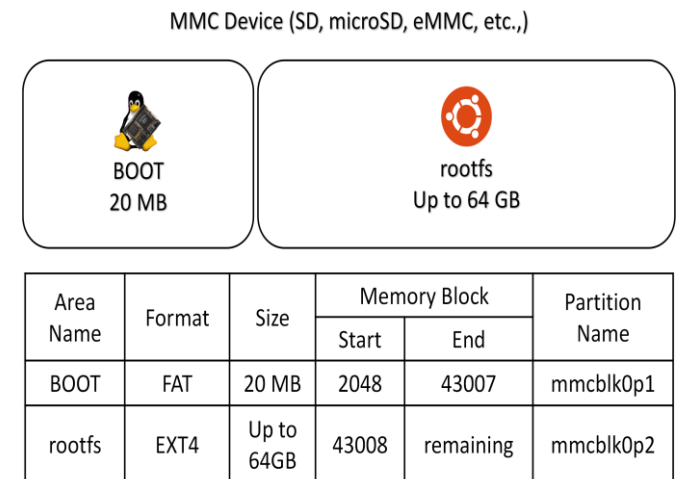 MMC Device (SD, microSD, eMMC, etc.,)
BOOT
20 MB
rootfs
Up to 64 GB
Area Name Format Size Memory Block Partition Name
Start End
BOOT FAT 20 MB 2048 43007 mmcblk0p1
rootfs EXT4 Up to 64GB 43008 remaining mmcblk0p2